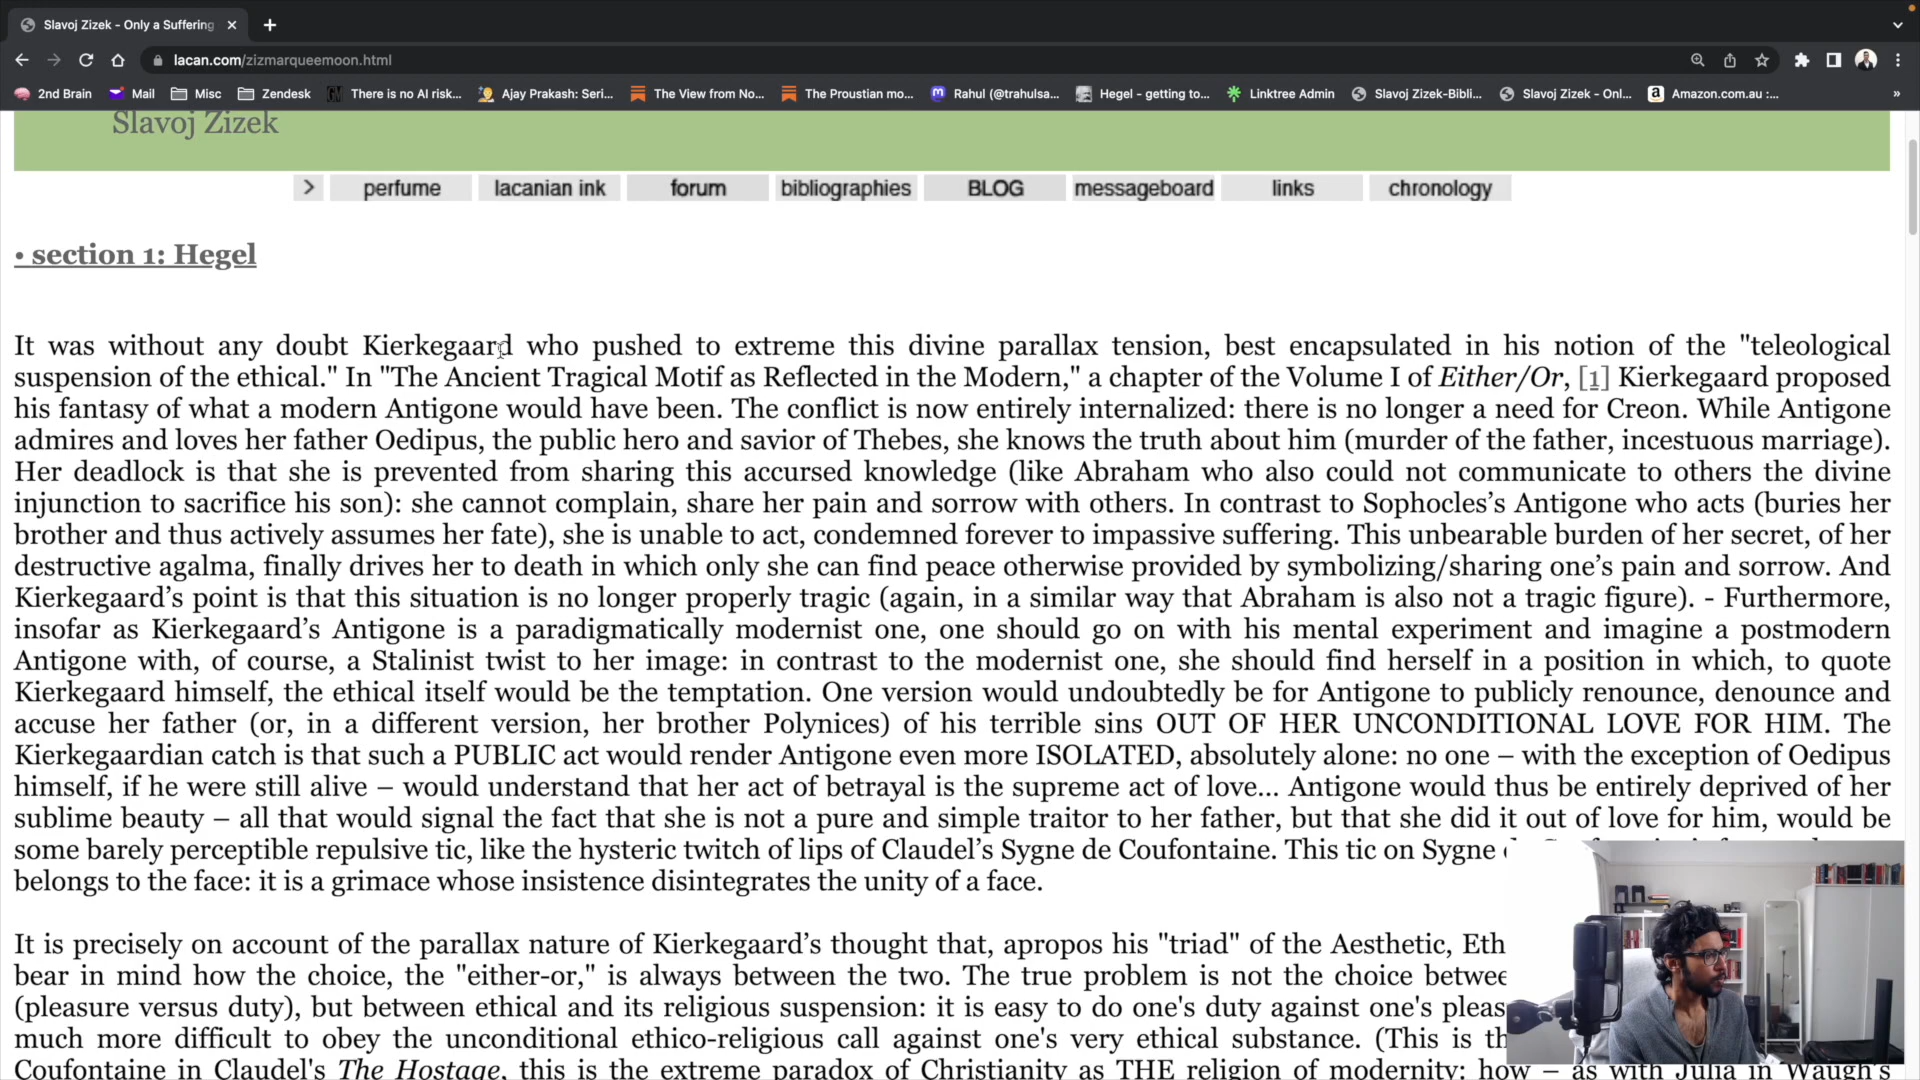 Slavoj Zizek - Only a Suffering
lacan.com/zizmarqueemoon.html
2nd Brain Mail Misc Zendesk There is no AI risk... Ajay Prakash: Seri... The View from No... The Proustian mo... Rahul (@trahulsa... Hegel - getting to... Linktree Admin Slavoj Zizek-Bibli... Slavoj Zizek - Onl... Amazon.com.au :... »
Slavoj Zizek
> perfume lacanian ink forum bibliographies BLOG messageboard links chronology
• section 1: Hegel
It was without any doubt Kierkegaard who pushed to extreme this divine parallax tension, best encapsulated in his notion of the "teleological
suspension of the ethical." In "The Ancient Tragical Motif as Reflected in the Modern," a chapter of the Volume I of Either/Or, [1] Kierkegaard proposed
his fantasy of what a modern Antigone would have been. The conflict is now entirely internalized: there is no longer a need for Creon. While Antigone
admires and loves her father Oedipus, the public hero and savior of Thebes, she knows the truth about him (murder of the father, incestuous marriage).
Her deadlock is that she is prevented from sharing this accursed knowledge (like Abraham who also could not communicate to others the divine
injunction to sacrifice his son): she cannot complain, share her pain and sorrow with others. In contrast to Sophocles’s Antigone who acts (buries her
brother and thus actively assumes her fate), she is unable to act, condemned forever to impassive suffering. This unbearable burden of her secret, of her
destructive agalma, finally drives her to death in which only she can find peace otherwise provided by symbolizing/sharing one’s pain and sorrow. And
Kierkegaard’s point is that this situation is no longer properly tragic (again, in a similar way that Abraham is also not a tragic figure). - Furthermore,
insofar as Kierkegaard’s Antigone is a paradigmatically modernist one, one should go on with his mental experiment and imagine a postmodern
Antigone with, of course, a Stalinist twist to her image: in contrast to the modernist one, she should find herself in a position in which, to quote
Kierkegaard himself, the ethical itself would be the temptation. One version would undoubtedly be for Antigone to publicly renounce, denounce and
accuse her father (or, in a different version, her brother Polynices) of his terrible sins OUT OF HER UNCONDITIONAL LOVE FOR HIM. The
Kierkegaardian catch is that such a PUBLIC act would render Antigone even more ISOLATED, absolutely alone: no one – with the exception of Oedipus
himself, if he were still alive – would understand that her act of betrayal is the supreme act of love... Antigone would thus be entirely deprived of her
sublime beauty – all that would signal the fact that she is not a pure and simple traitor to her father, but that she did it out of love for him, would be
some barely perceptible repulsive tic, like the hysteric twitch of lips of Claudel’s Sygne de Coufontaine. This tic on Sygne
belongs to the face: it is a grimace whose insistence disintegrates the unity of a face.
It is precisely on account of the parallax nature of Kierkegaard’s thought that, apropos his "triad" of the Aesthetic, Eth
bear in mind how the choice, the "either-or," is always between the two. The true problem is not the choice betwee
(pleasure versus duty), but between ethical and its religious suspension: it is easy to do one's duty against one's pleas
much more difficult to obey the unconditional ethico-religious call against one's very ethical substance. (This is th
Coufontaine in Claudel's The Hostage, this is the extreme paradox of Christianity as THE religion of modernity: how – as with Julia in Waugh's